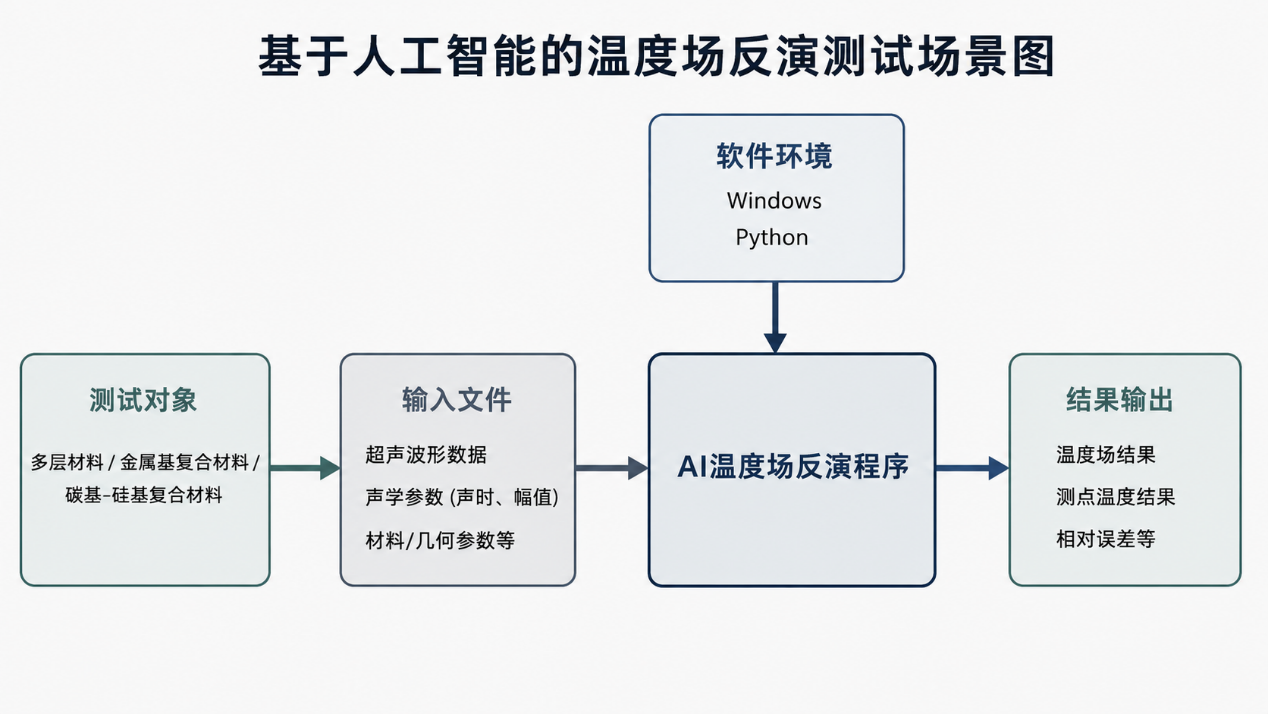 基于人工智能的温度场反演测试场景图
软件环境
Windows
Python
测试对象
多层材料 / 金属基复合材料 /
碳基-硅基复合材料
输入文件
超声波形数据
声学参数 (声时、幅值)
材料/几何参数等
AI温度场反演程序
结果输出
温度场结果
测点温度结果
相对误差等